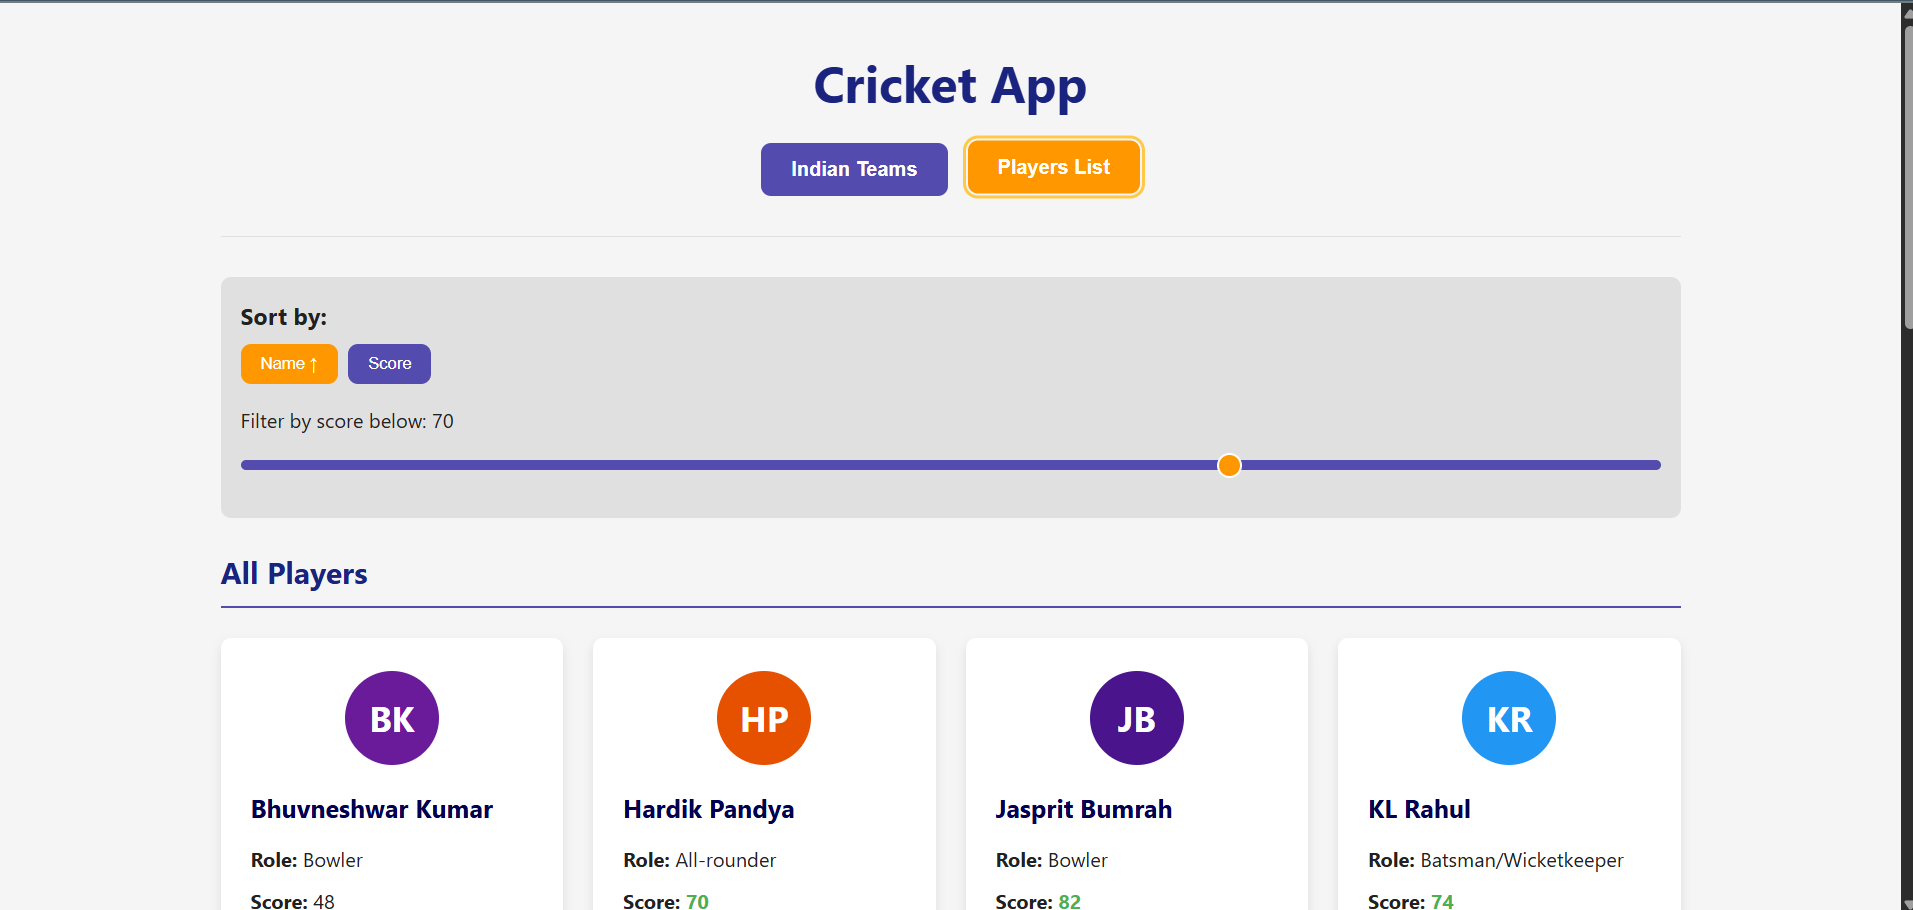 Cricket App
Indian Teams
Players List
Sort by:
Name ↑
Score
Filter by score below: 70
All Players
BK
HP
JB
KR
Bhuvneshwar Kumar
Hardik Pandya
Jasprit Bumrah
KL Rahul
Role: Bowler
Role: All-rounder
Role: Bowler
Role: Batsman/Wicketkeeper
Score: 48
Score: 70
Score: 82
Score: 74